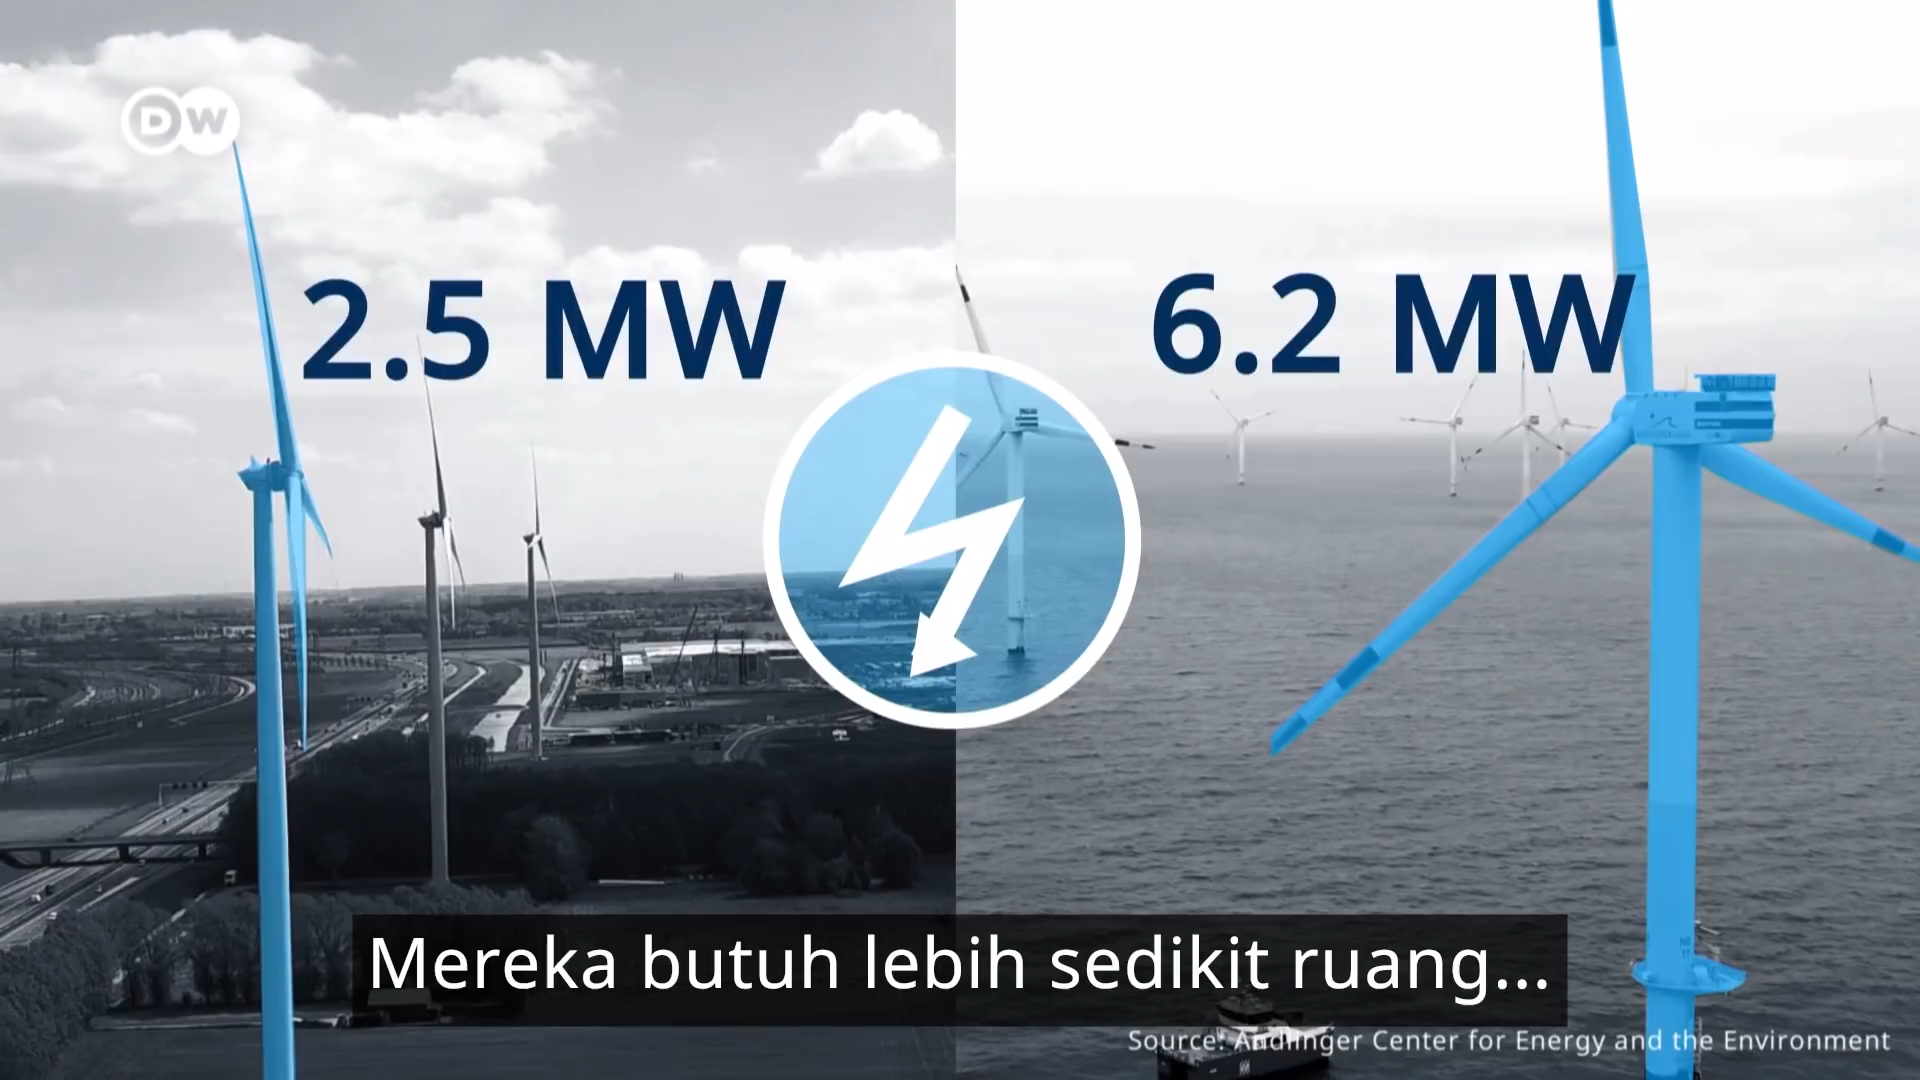 DW
2.5 MW
6.2 MW
Mereka butuh lebih sedikit ruang...
Source: Andlinger Center for Energy and the Environment